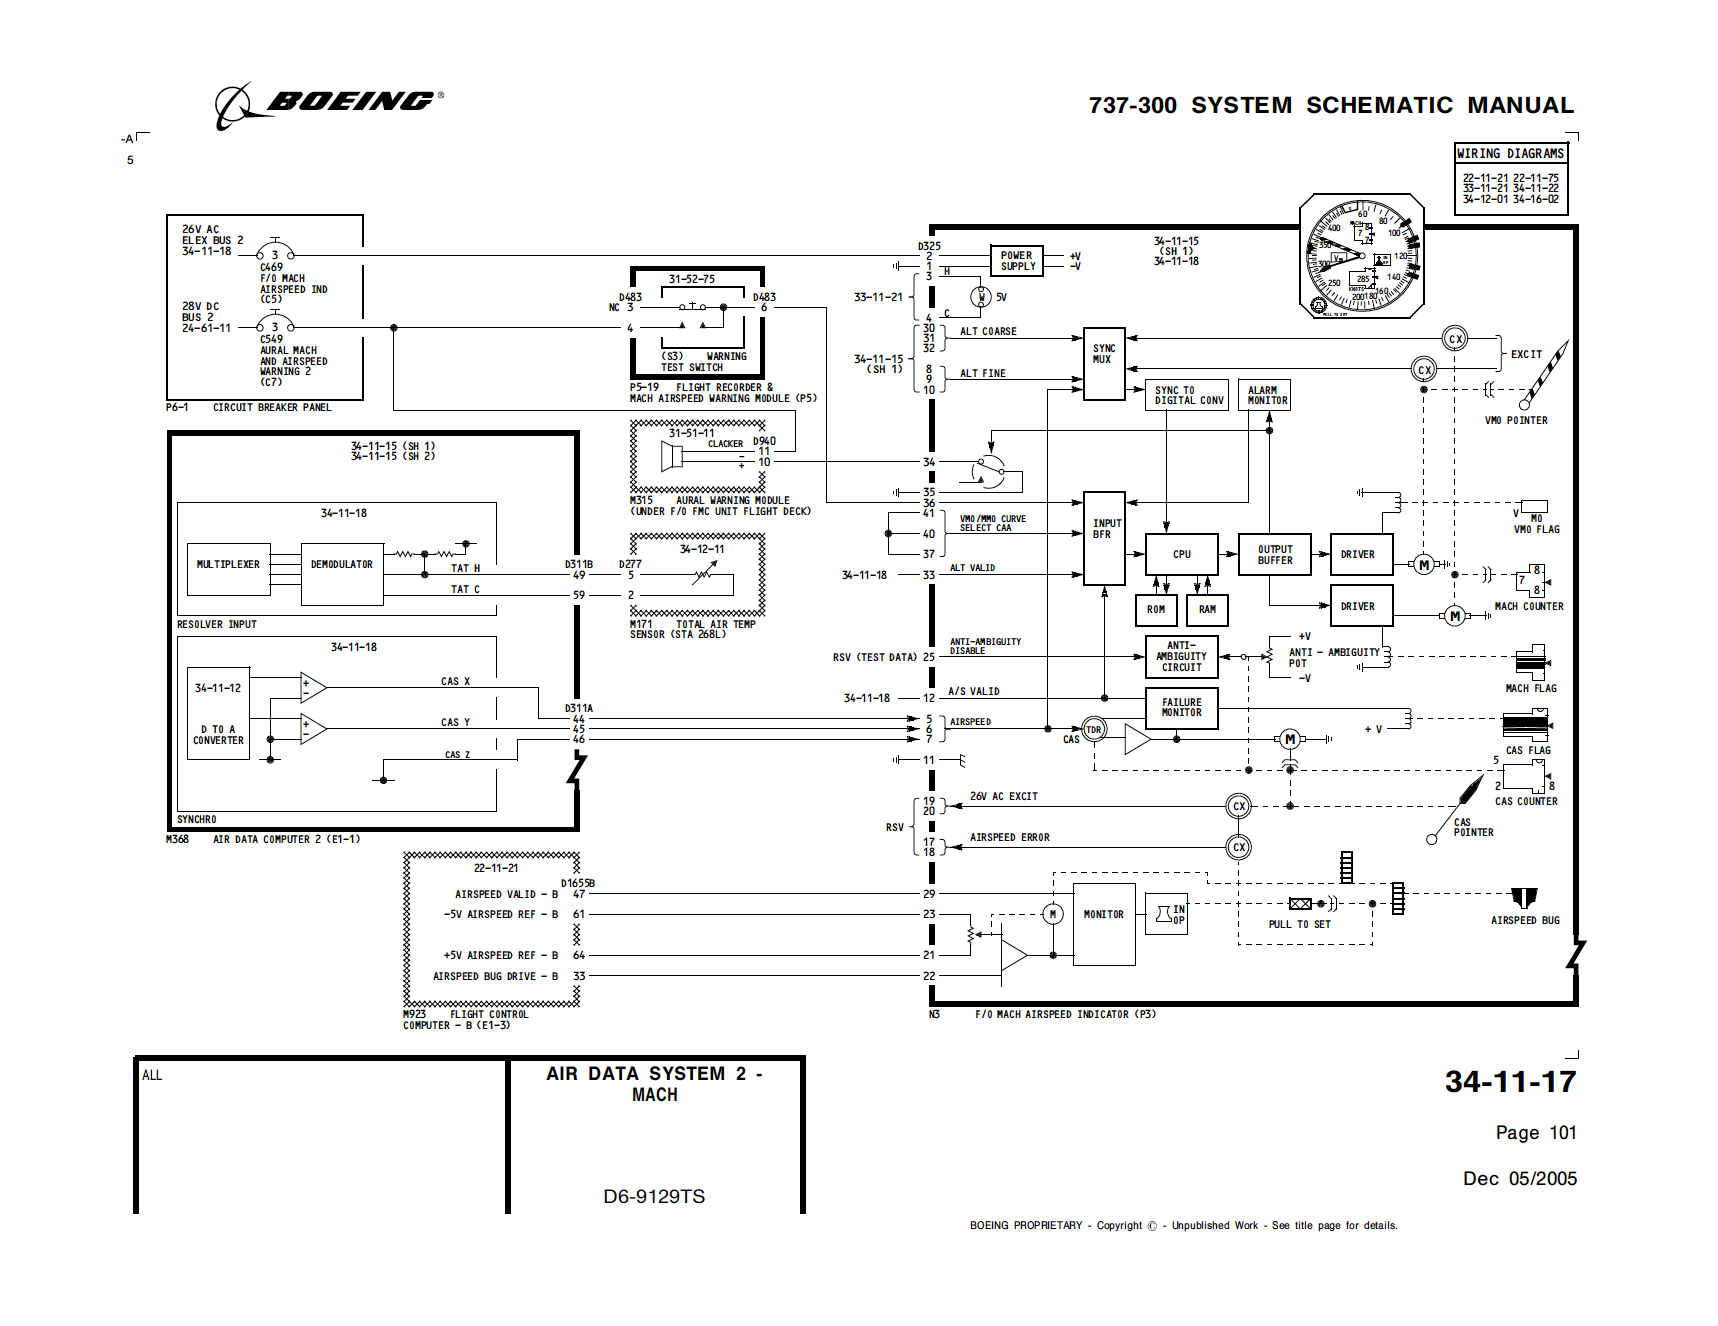 BOEING®
737-300 SYSTEM SCHEMATIC MANUAL
-A
5
WIRING DIAGRAMS
22-11-21 22-11-75
33-11-21 34-11-22
34-12-01 34-16-02
26V AC
ELEX BUS 2
34-11-18
3
C469
F/O MACH
AIRSPEED IND
(C5)
28V DC
BUS 2
24-61-11
3
C549
AURAL MACH
AND AIRSPEED
WARNING 2
(C7)
P6-1 CIRCUIT BREAKER PANEL
31-52-75
D483
NC 3
4
D483
6
(S3) WARNING
TEST SWITCH
P5-19 FLIGHT RECORDER &
MACH AIRSPEED WARNING MODULE (P5)
31-51-11
CLACKER
D940
11
10
-
+
M315 AURAL WARNING MODULE
(UNDER F/O FMC UNIT FLIGHT DECK)
34-12-11
D277
5
2
M171 TOTAL AIR TEMP
SENSOR (STA 268L)
34-11-15 (SH 1)
34-11-15 (SH 2)
34-11-18
MULTIPLEXER
DEMODULATOR
TAT H
TAT C
D311B
49
59
RESOLVER INPUT
34-11-18
34-11-12
D TO A
CONVERTER
+
-
+
-
CAS X
CAS Y
CAS Z
D311A
44
45
46
SYNCHRO
M368 AIR DATA COMPUTER 2 (E1-1)
22-11-21
D1655B
AIRSPEED VALID - B 47
-5V AIRSPEED REF - B 61
+5V AIRSPEED REF - B 64
AIRSPEED BUG DRIVE - B 33
M923 FLIGHT CONTROL
COMPUTER - B (E1-3)
D325
2
1
3
H
33-11-21
4
C
W 5V
POWER
SUPPLY
+V
-V
34-11-15
(SH 1)
34-11-18
30
31
32
ALT COARSE
34-11-15
(SH 1)
8
9
10
ALT FINE
SYNC
MUX
SYNC TO
DIGITAL CONV
ALARM
MONITOR
34
35
36
41
40
37
VMO/MMO CURVE
SELECT CAA
34-11-18 33
ALT VALID
INPUT
BFR
CPU
ROM
RAM
OUTPUT
BUFFER
DRIVER
DRIVER
RSV (TEST DATA) 25
ANTI-AMBIGUITY
DISABLE
ANTI-
AMBIGUITY
CIRCUIT
+V
ANTI - AMBIGUITY
POT
-V
34-11-18 12
A/S VALID
FAILURE
MONITOR
5
6
7
AIRSPEED
CAS
TDR
11
RSV
19
20
26V AC EXCIT
17
18
AIRSPEED ERROR
CX
CX
CX
CX
EXCIT
VMO POINTER
V MO
VMO FLAG
M
8
7
8
MACH COUNTER
M
MACH FLAG
+ V
CAS FLAG
M
5
2 8
CAS COUNTER
CAS
POINTER
29
23
21
22
M
MONITOR
IN
OP
PULL TO SET
AIRSPEED BUG
N3 F/O MACH AIRSPEED INDICATOR (P3)
60
80
100
120
140
160
180
200
250
300
350
400
MACH
7
285
KNOTS
PULL TO SET
ALL
AIR DATA SYSTEM 2 -
MACH
D6-9129TS
34-11-17
Page 101
Dec 05/2005
BOEING PROPRIETARY - Copyright © - Unpublished Work - See title page for details.